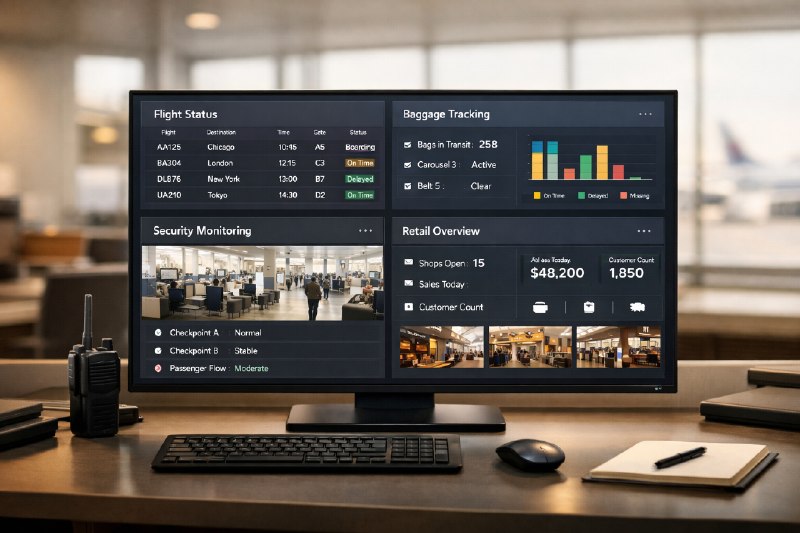 Flight Status
Flight Destination Time Gate Status
AA125 Chicago 10:45 A5 Boarding
BA304 London 12:15 C3 On Time
DL876 New York 13:00 B7 Delayed
UA210 Tokyo 14:30 D2 On Time
Baggage Tracking
Bags in Transit: 258
Carousel 3 : Active
Belt 5 : Clear
On Time Delayed Missing
Security Monitoring
Checkpoint A : Normal
Checkpoint B : Stable
Passenger Flow : Moderate
Retail Overview
Shops Open: 15
Sales Today :
Customer Count
$48,200
Customer Count
1,850